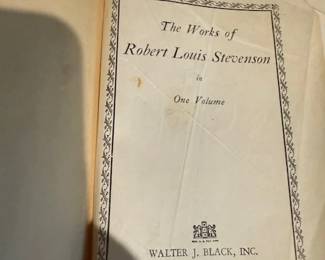 The Works of
Robert Louis Stevenson
in
One Volume
WALTER J. BLACK, INC.